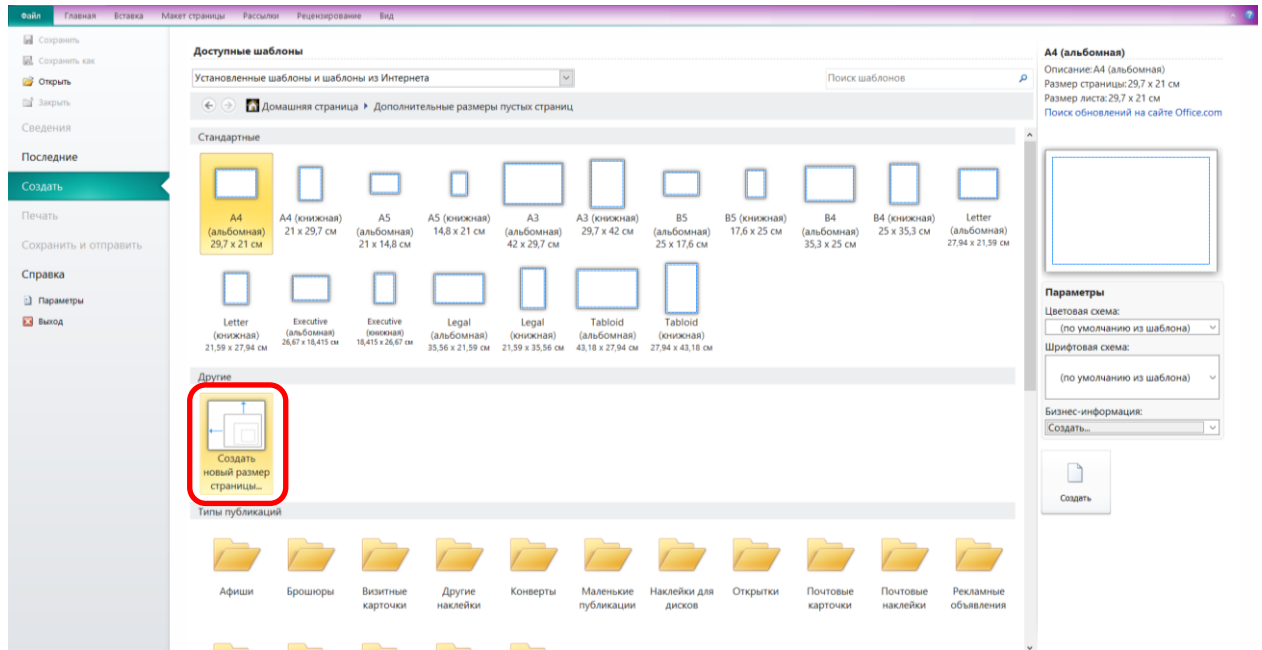 Файл Главная Вставка Макет страницы Рассылки Рецензирование Вид
Сохранить
Сохранить как
Открыть
Закрыть
Сведения
Последние
Создать
Печать
Сохранить и отправить
Справка
Параметры
Выход
Доступные шаблоны
Установленные шаблоны и шаблоны из Интернета
Поиск шаблонов
Домашняя страница Дополнительные размеры пустых страниц
Стандартные
A4
(альбомная)
29,7 x 21 см
A4 (книжная)
21 x 29,7 см
A5
(альбомная)
21 x 14,8 см
A5 (книжная)
14,8 x 21 см
A3
(альбомная)
42 x 29,7 см
A3 (книжная)
29,7 x 42 см
B5
(альбомная)
25 x 17,6 см
B5 (книжная)
17,6 x 25 см
B4
(альбомная)
35,3 x 25 см
B4 (книжная)
25 x 35,3 см
Letter
(альбомная)
27,94 x 21,59 см
Letter
(книжная)
21,59 x 27,94 см
Executive
(альбомная)
26,67 x 18,415 см
Executive
(книжная)
18,415 x 26,67 см
Legal
(альбомная)
35,56 x 21,59 см
Legal
(книжная)
21,59 x 35,56 см
Tabloid
(альбомная)
43,18 x 27,94 см
Tabloid
(книжная)
27,94 x 43,18 см
Другие
Создать
новый размер
страницы...
Типы публикаций
Афиши
Брошюры
Визитные
карточки
Другие
наклейки
Конверты
Маленькие
публикации
Наклейки для
дисков
Открытки
Почтовые
карточки
Почтовые
наклейки
Рекламные
объявления
A4 (альбомная)
Описание:A4 (альбомная)
Размер страницы:29,7 x 21 см
Размер листа:29,7 x 21 см
Поиск обновлений на сайте Office.com
Параметры
Цветовая схема:
(по умолчанию из шаблона)
Шрифтовая схема:
(по умолчанию из шаблона)
Бизнес-информация:
Создать...
Создать